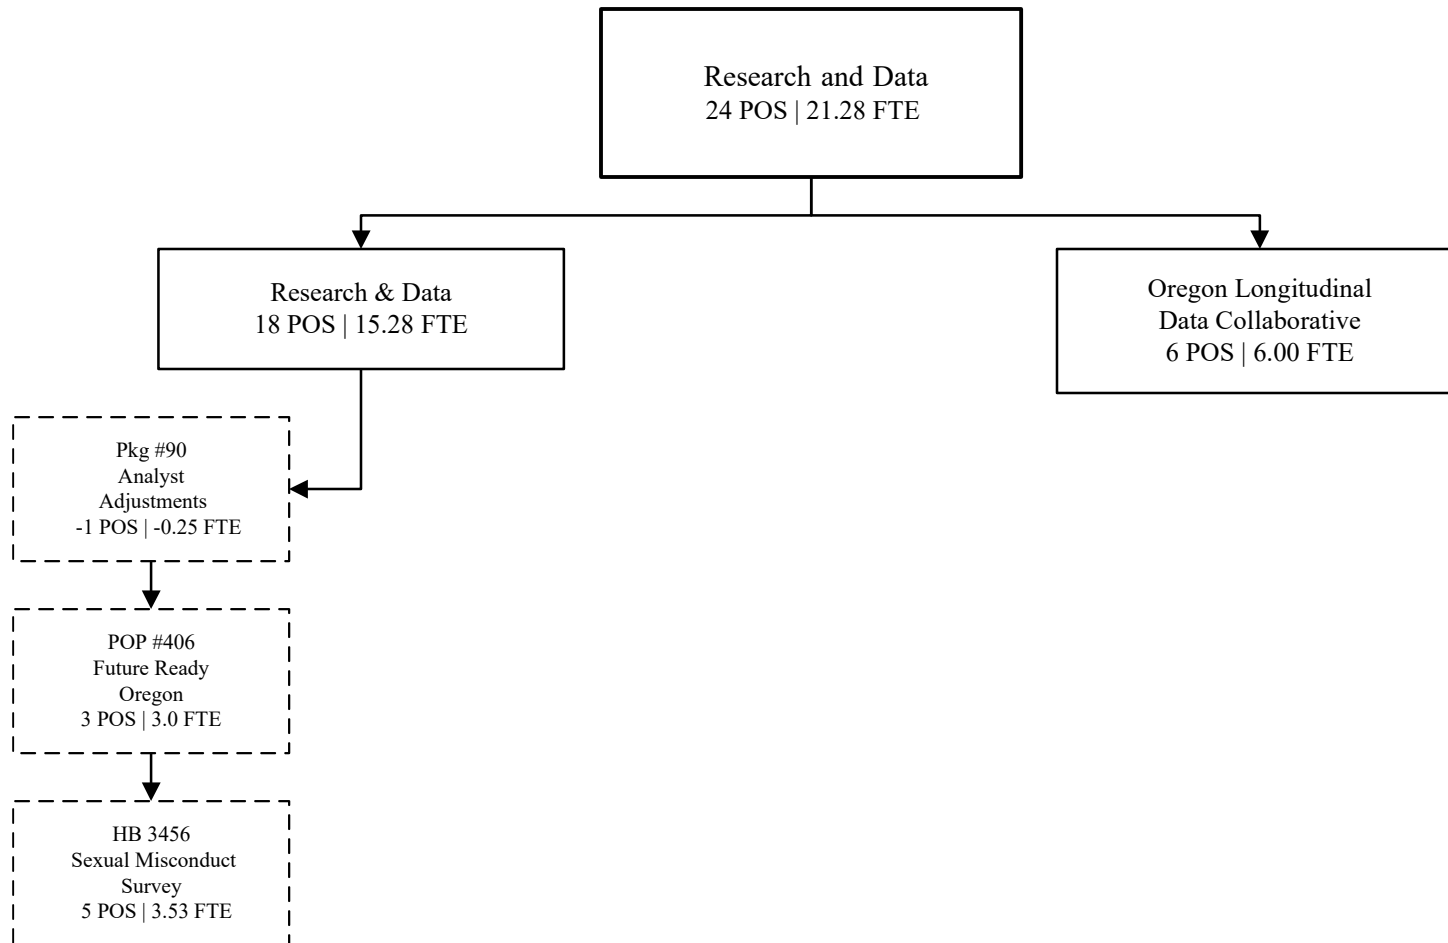 Research and Data
24 POS | 21.28 FTE
Research & Data
18 POS | 15.28 FTE
Oregon Longitudinal
Data Collaborative
6 POS | 6.00 FTE
Pkg #90
Analyst
Adjustments
-1 POS | -0.25 FTE
POP #406
Future Ready
Oregon
3 POS | 3.0 FTE
HB 3456
Sexual Misconduct
Survey
5 POS | 3.53 FTE